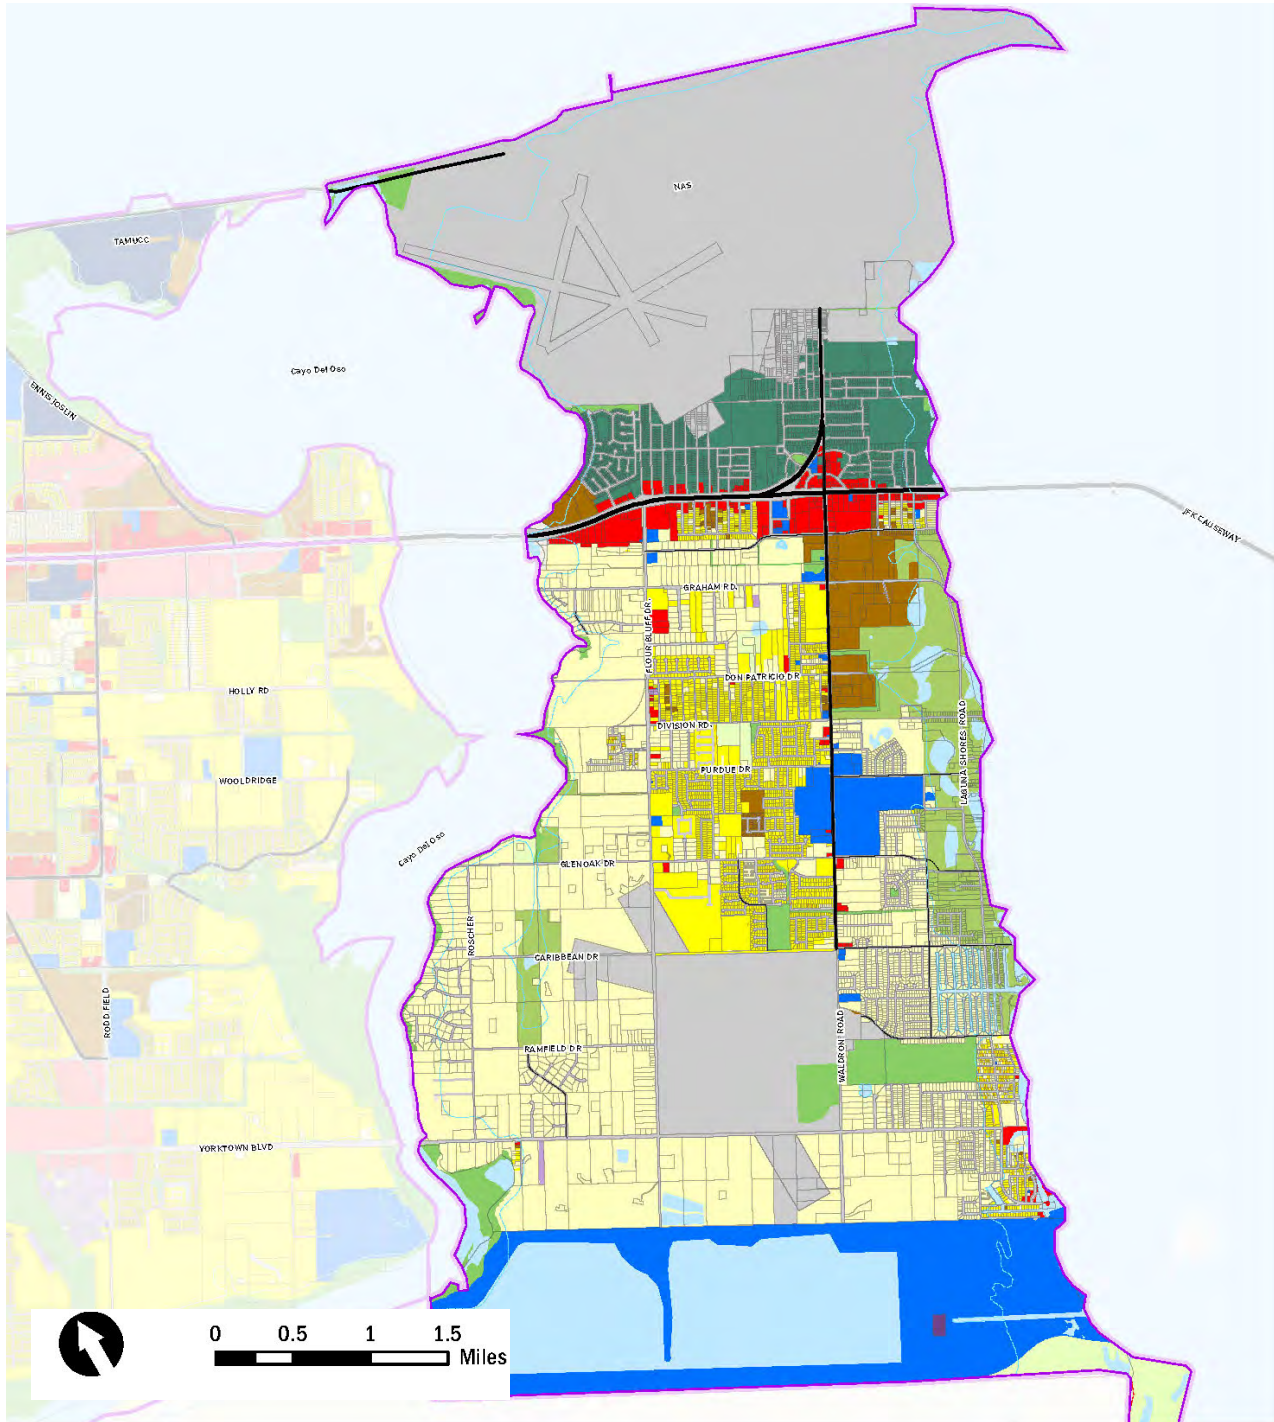 NAS
TAMUCC
Cayo Del Oso
ENNIS JOSLIN
JFK CAUSEWAY
GRAHAM RD.
FLOUR BLUFF DR.
DON PATRICIO DR
HOLLY RD
DIVISION RD.
LAGUNA SHORES ROAD
PURDUE DR
WOOLDRIDGE
Cayo Del Oso
GLENOAK DR
ROSCHER
CARIBBEAN DR
RODD FIELD
RAMFIELD DR
WALDRON ROAD
YORKTOWN BLVD
0 0.5 1 1.5
Miles